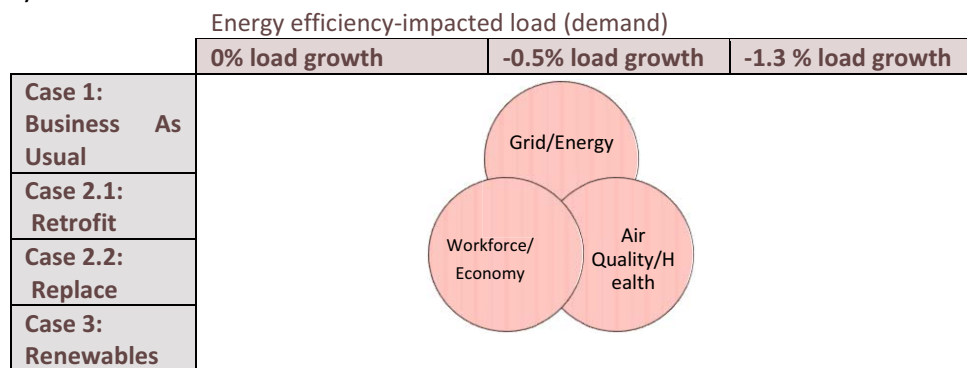 Energy efficiency-impacted load (demand)
0% load growth -0.5% load growth -1.3 % load growth
Case 1:
Business As
Usual
Case 2.1:
Retrofit
Case 2.2:
Replace
Case 3:
Renewables
Grid/Energy
Workforce/
Economy
Air
Quality/H
ealth